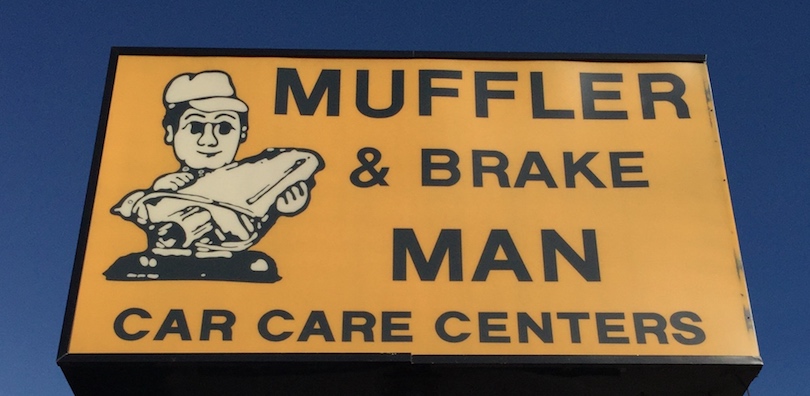 MUFFLER
& BRAKE
MAN
CAR CARE CENTERS